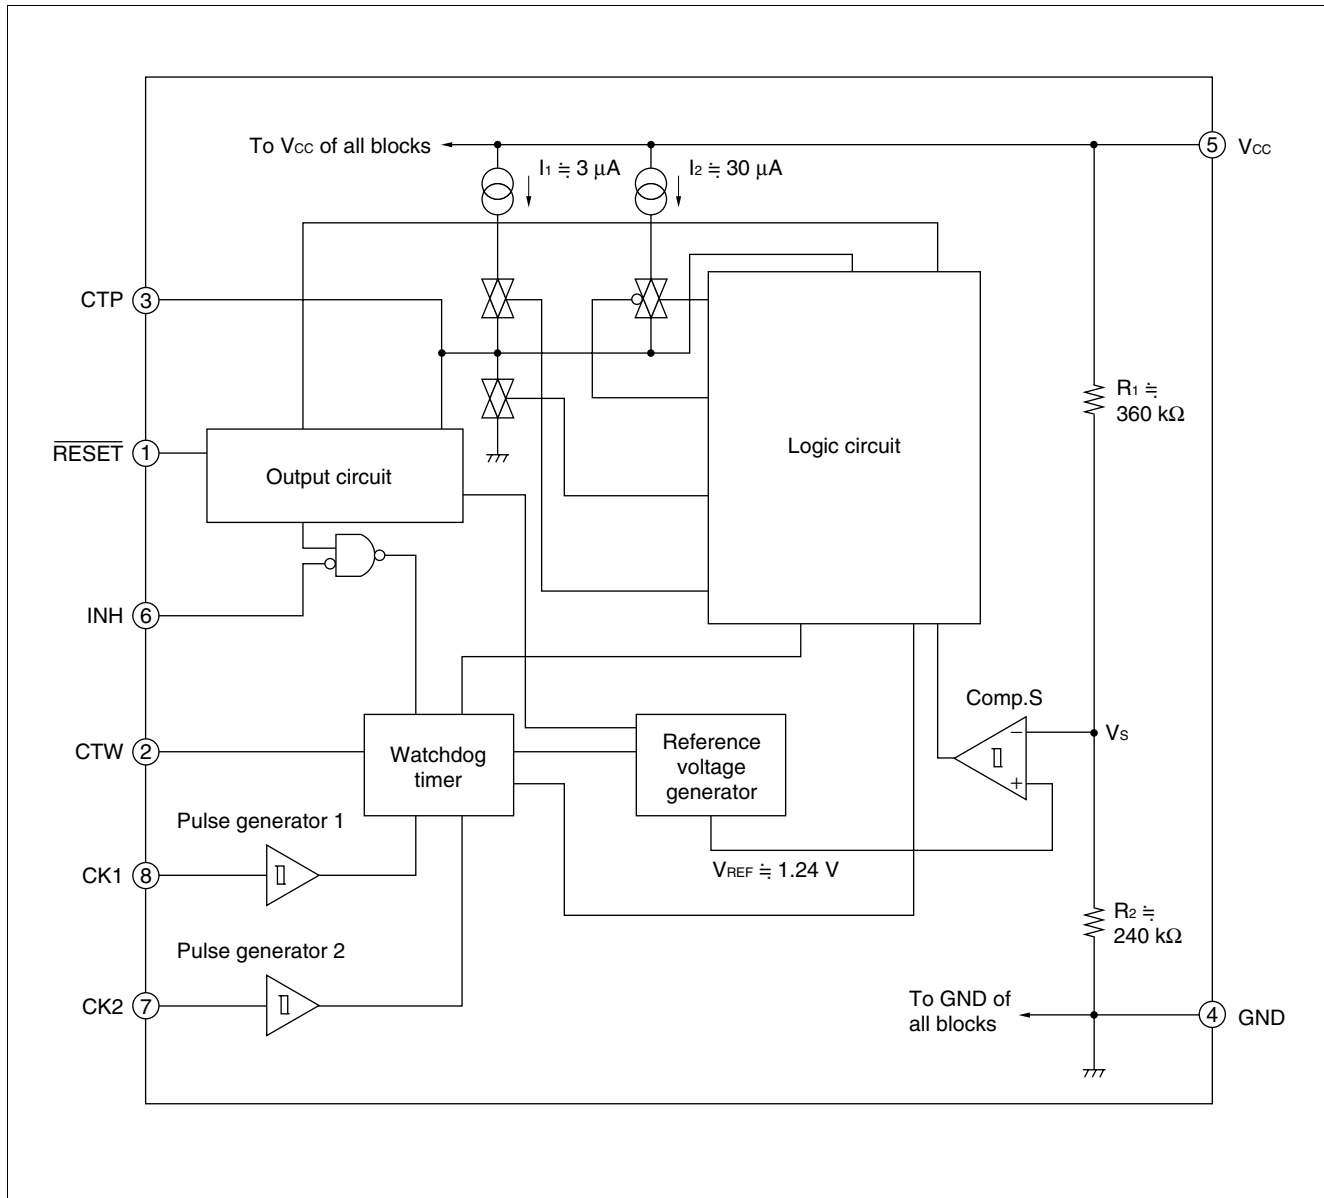 To VCC of all blocks
I1 ≒ 3 μA
I2 ≒ 30 μA
5
VCC
CTP
3
R1 ≒
360 kΩ
RESET
1
Output circuit
Logic circuit
INH
6
Comp.S
CTW
2
Watchdog
timer
Reference
voltage
generator
−
+
VS
Pulse generator 1
CK1
8
VREF ≒ 1.24 V
R2 ≒
240 kΩ
Pulse generator 2
CK2
7
To GND of
all blocks
4
GND